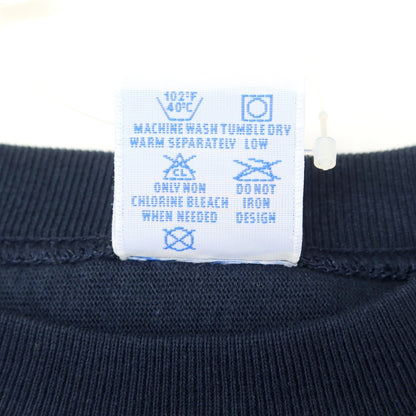 102°F
40°C
MACHINE WASH TUMBLE DRY
WARM SEPARATELY LOW
CL
ONLY NON DO NOT
CHLORINE BLEACH IRON
WHEN NEEDED DESIGN